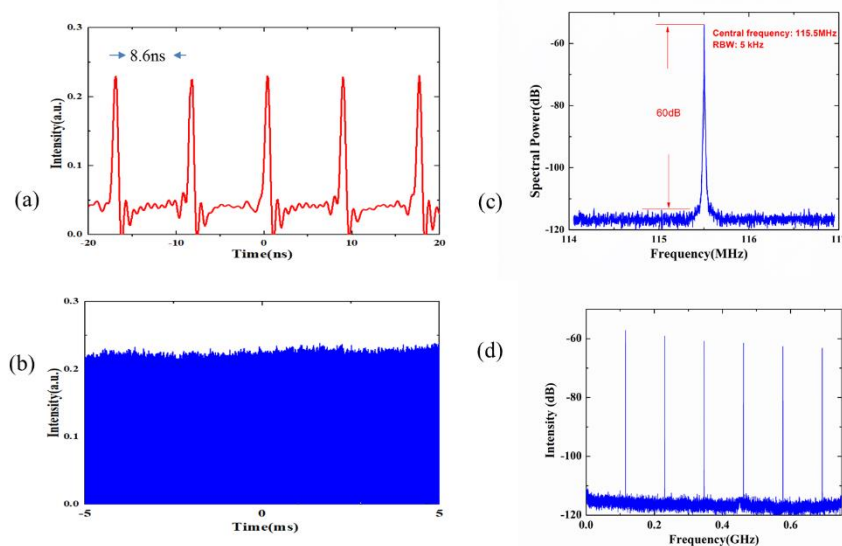 (a)
8.6ns
Intensity(a.u.)
0.3
0.2
0.1
0.0
-20
-10
0
10
20
Time(ns)
(c)
Central frequency: 115.5MHz
RBW: 5 kHz
60dB
Spectral Power(dB)
-60
-80
-100
-120
114
115
116
11
Frequency(MHz)
(b)
Intensity(a.u.)
0.3
0.2
0.1
0.0
-5
0
5
Time(ms)
(d)
Intensity (dB)
-60
-80
-100
-120
0.0
0.2
0.4
0.6
Frequency(GHz)